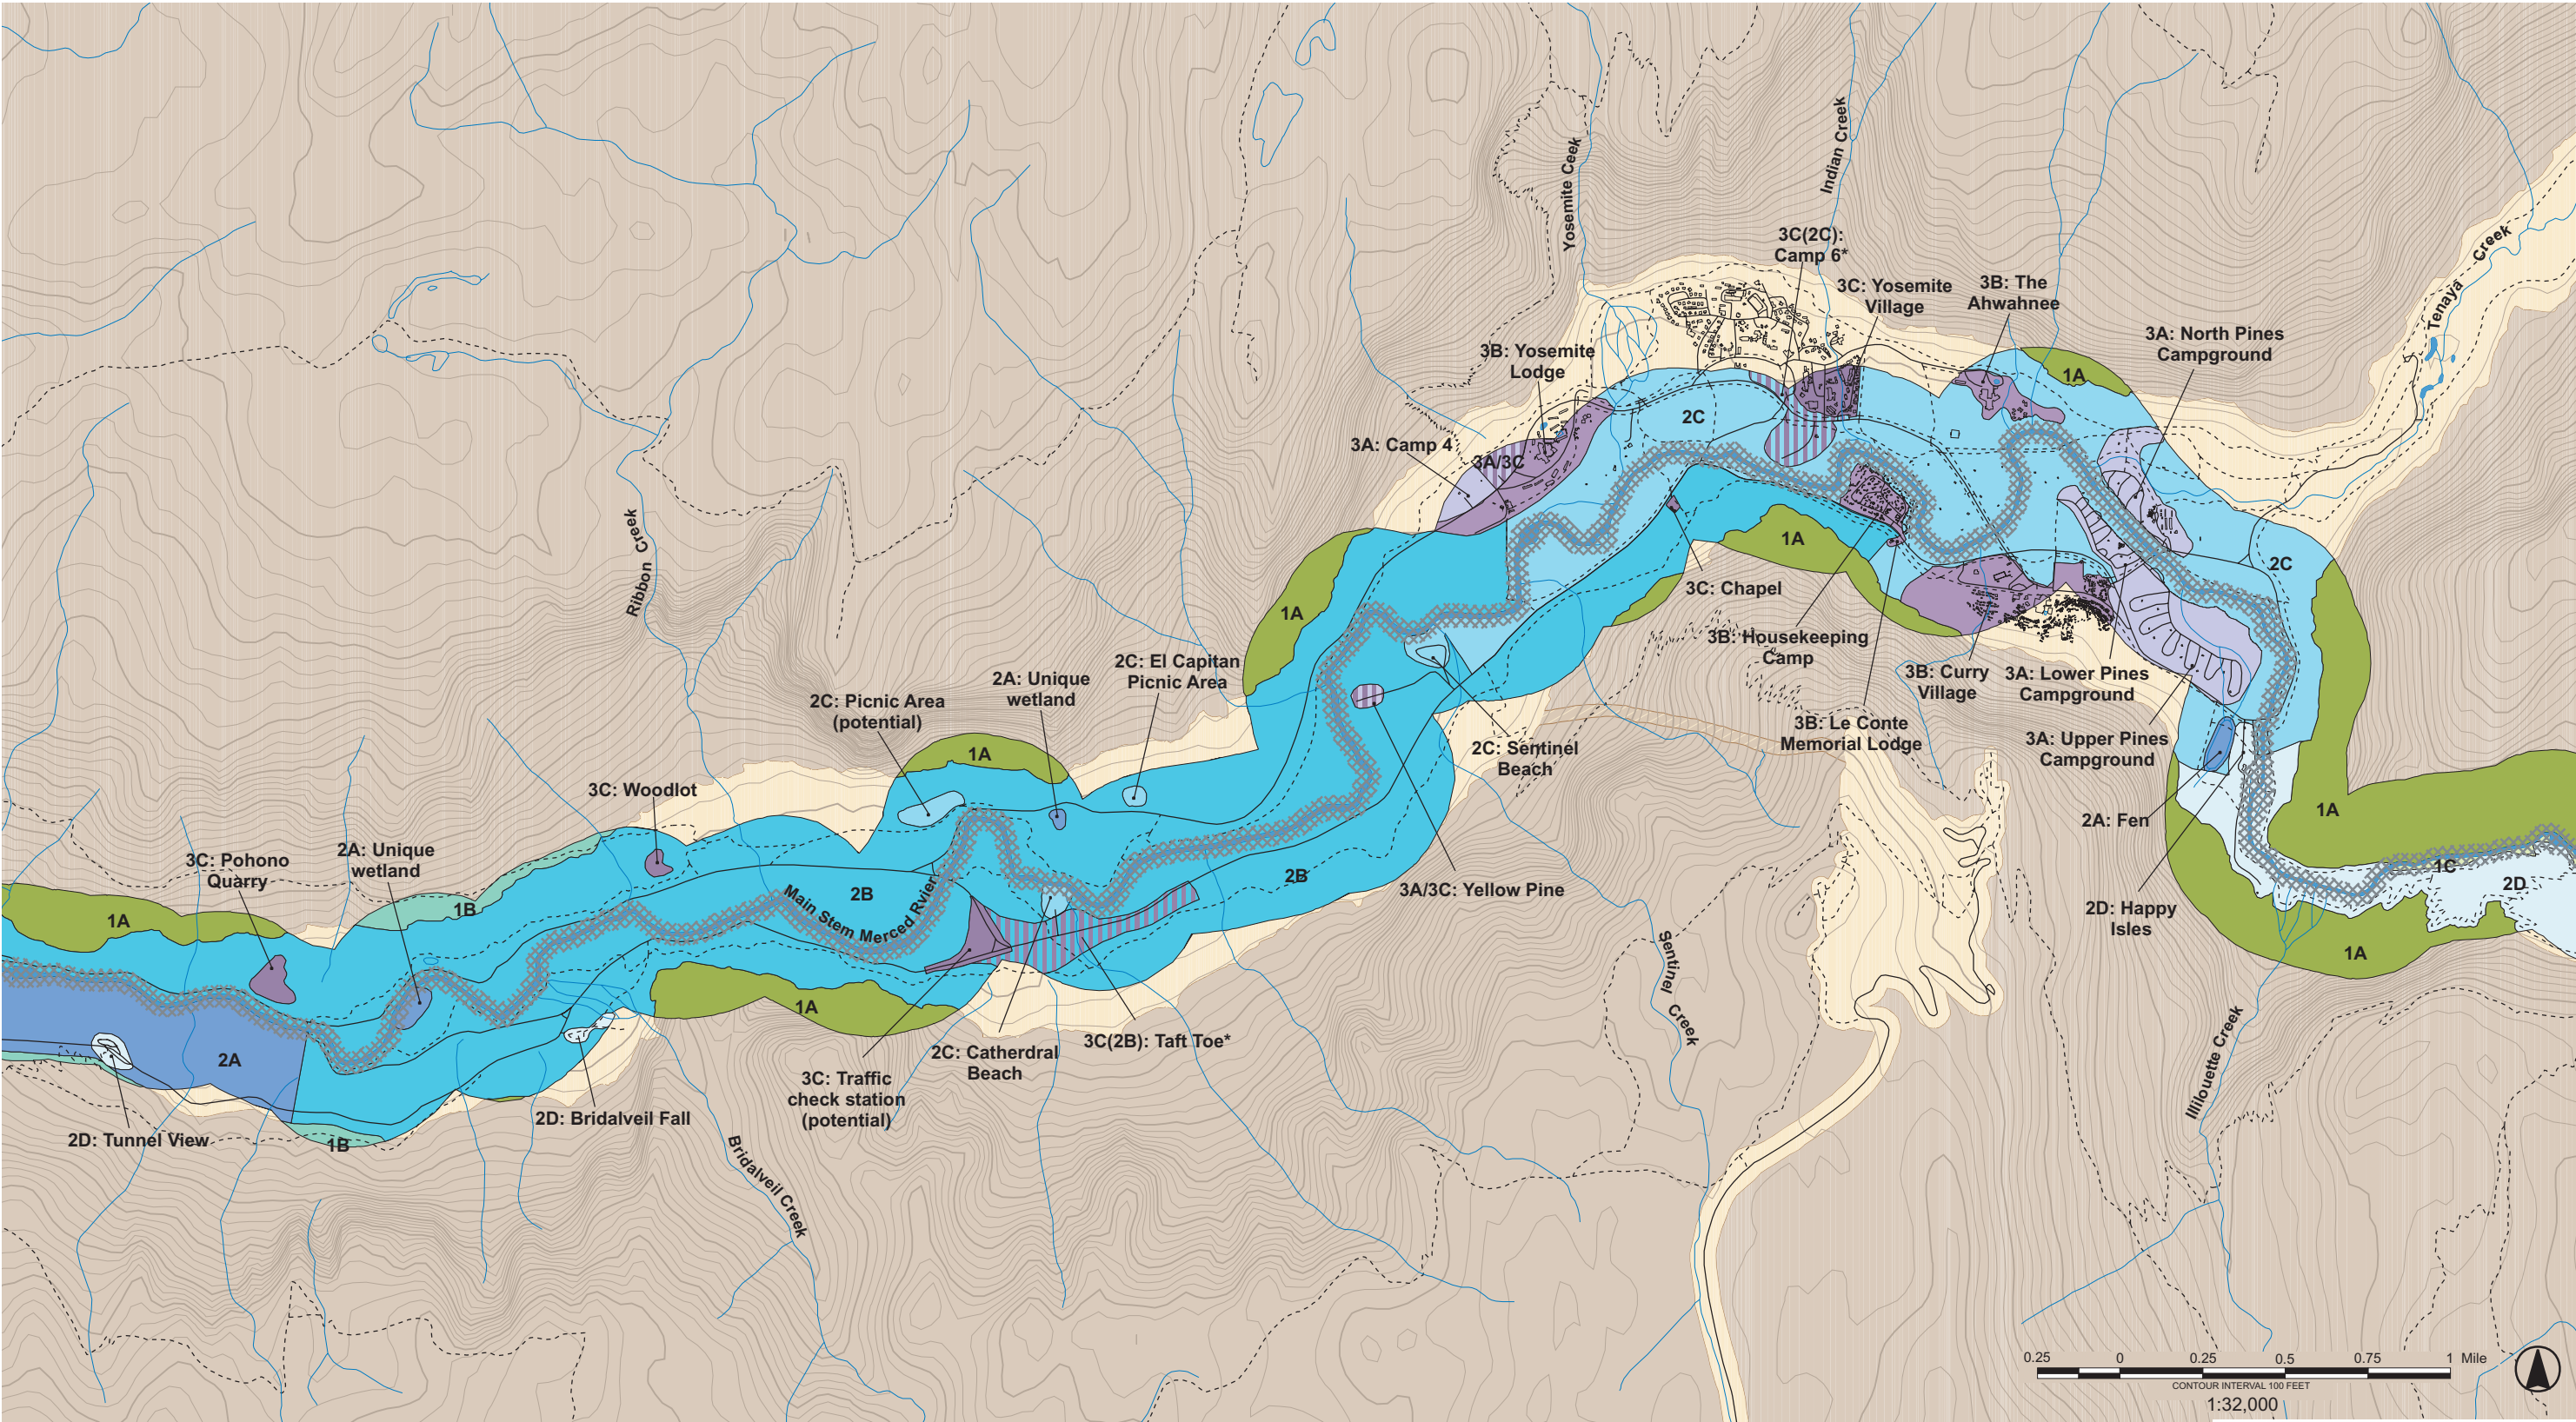 Yosemite Ceek
Indian Creek
3C(2C):
Camp 6*
3C: Yosemite
Village
3B: The
Ahwahnee
Tenaya Creek
3A: North Pines
Campground
3B: Yosemite
Lodge
1A
2C
3A: Camp 4
3A/3C
Ribbon Creek
1A
2C
3C: Chapel
1A
3B: Housekeeping
Camp
2C: El Capitan
Picnic Area
2A: Unique
wetland
3B: Curry
Village
3A: Lower Pines
Campground
2C: Picnic Area
(potential)
3B: Le Conte
Memorial Lodge
3A: Upper Pines
Campground
2C: Sentinel
Beach
1A
3C: Woodlot
1A
2A: Fen
3C: Pohono
Quarry
2A: Unique
wetland
1C
2D
2B
2B
3A/3C: Yellow Pine
Main Stem Merced Rvier
1A
1B
2D: Happy
Isles
1A
Sentinel Creek
1A
2A
2C: Catherdral
Beach
3C(2B): Taft Toe*
3C: Traffic
check station
(potential)
2D: Bridalveil Fall
2D: Tunnel View
1B
Bridalveil Creek
Illilouette Creek
0.25 0 0.25 0.5 0.75 1 Mile
CONTOUR INTERVAL 100 FEET
1:32,000